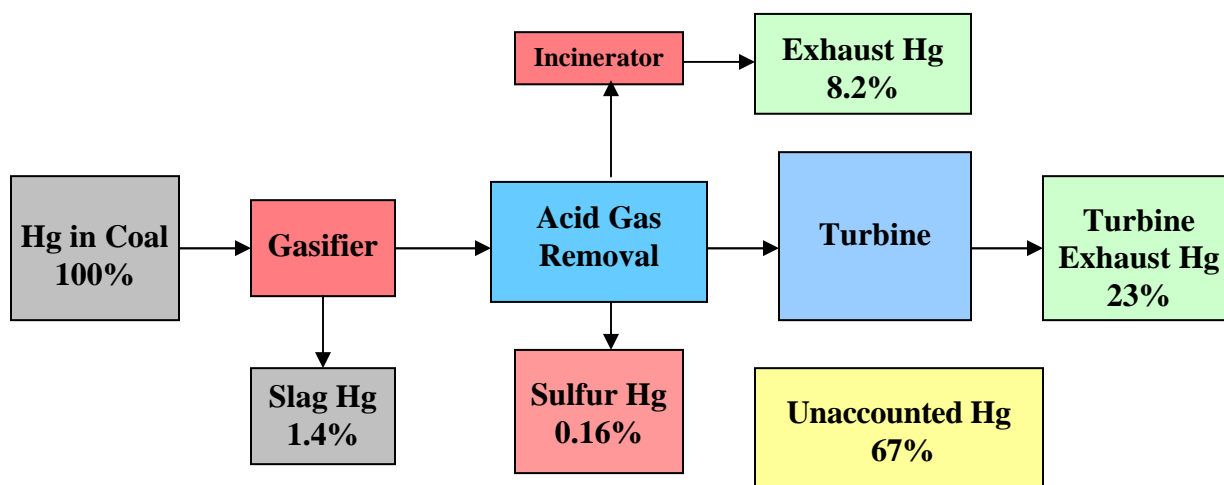 Incinerator
Exhaust Hg
8.2%
Hg in Coal
100%
Gasifier
Acid Gas
Removal
Turbine
Turbine
Exhaust Hg
23%
Slag Hg
1.4%
Sulfur Hg
0.16%
Unaccounted Hg
67%